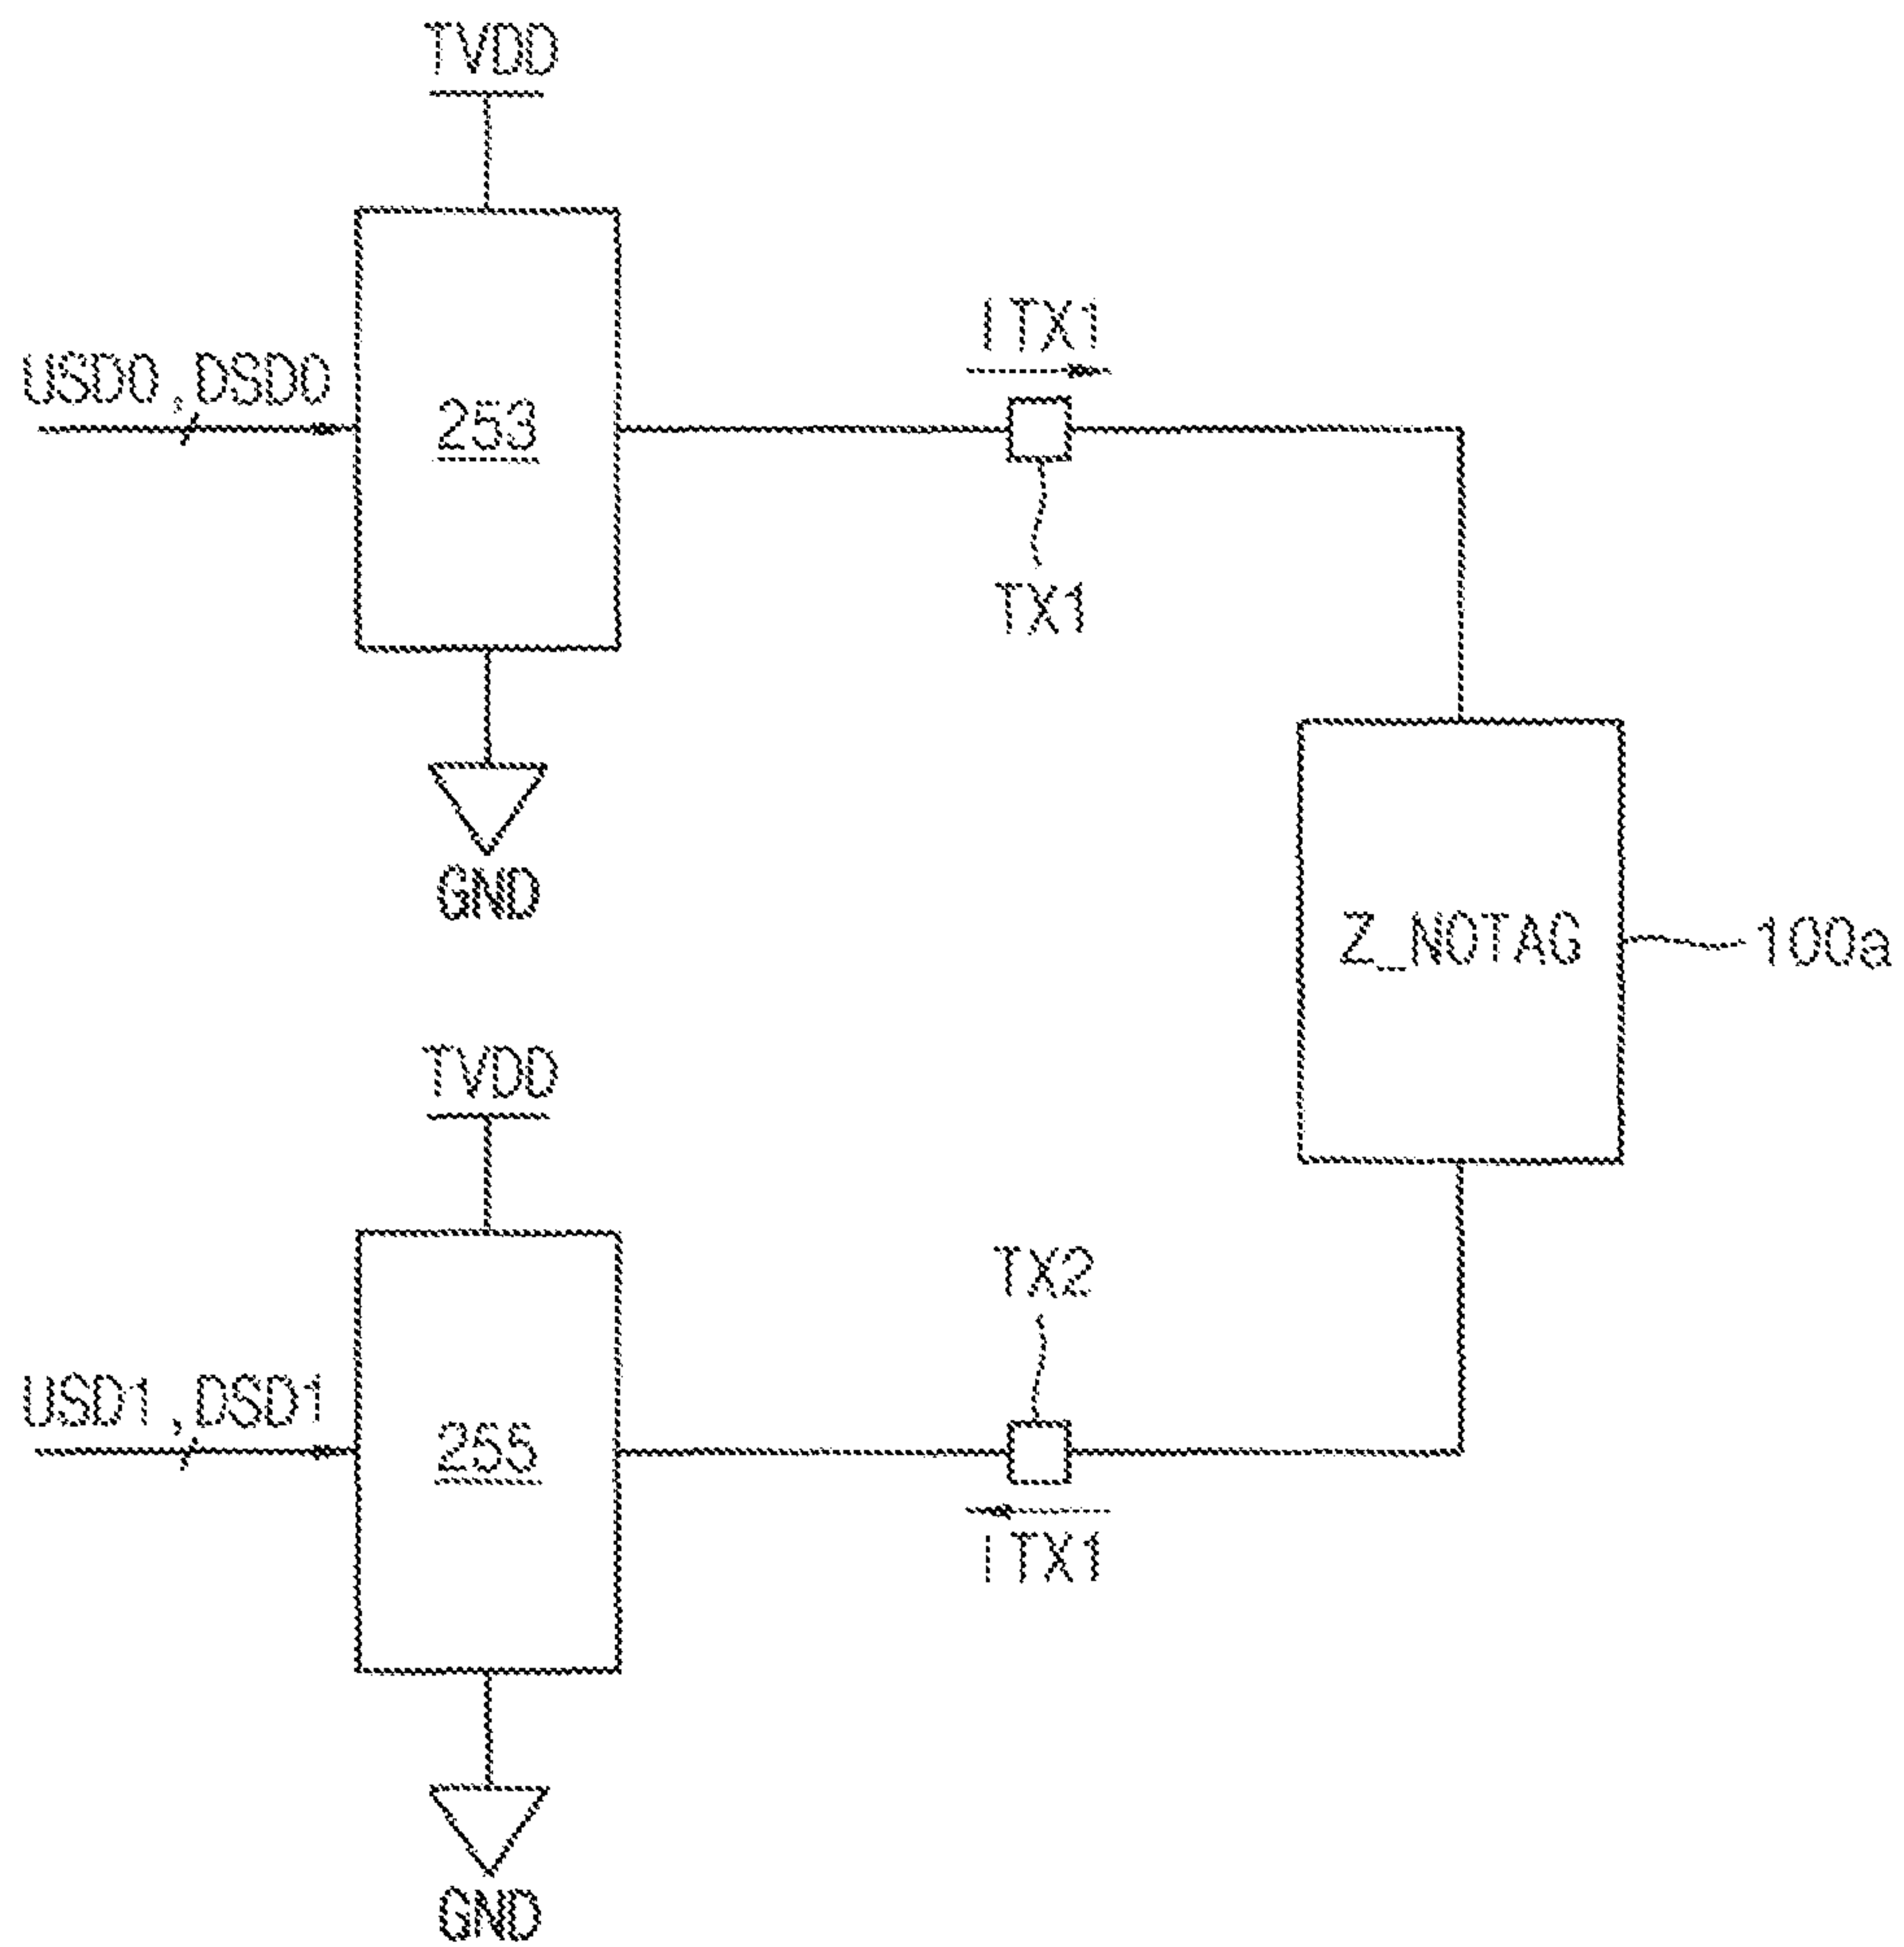 TVDD
ITX1
USD0,DSD0
253
TX1
GND
Z_NOTAG
100a
TVDD
TX2
USD1,DSD1
255
ITX1
GND